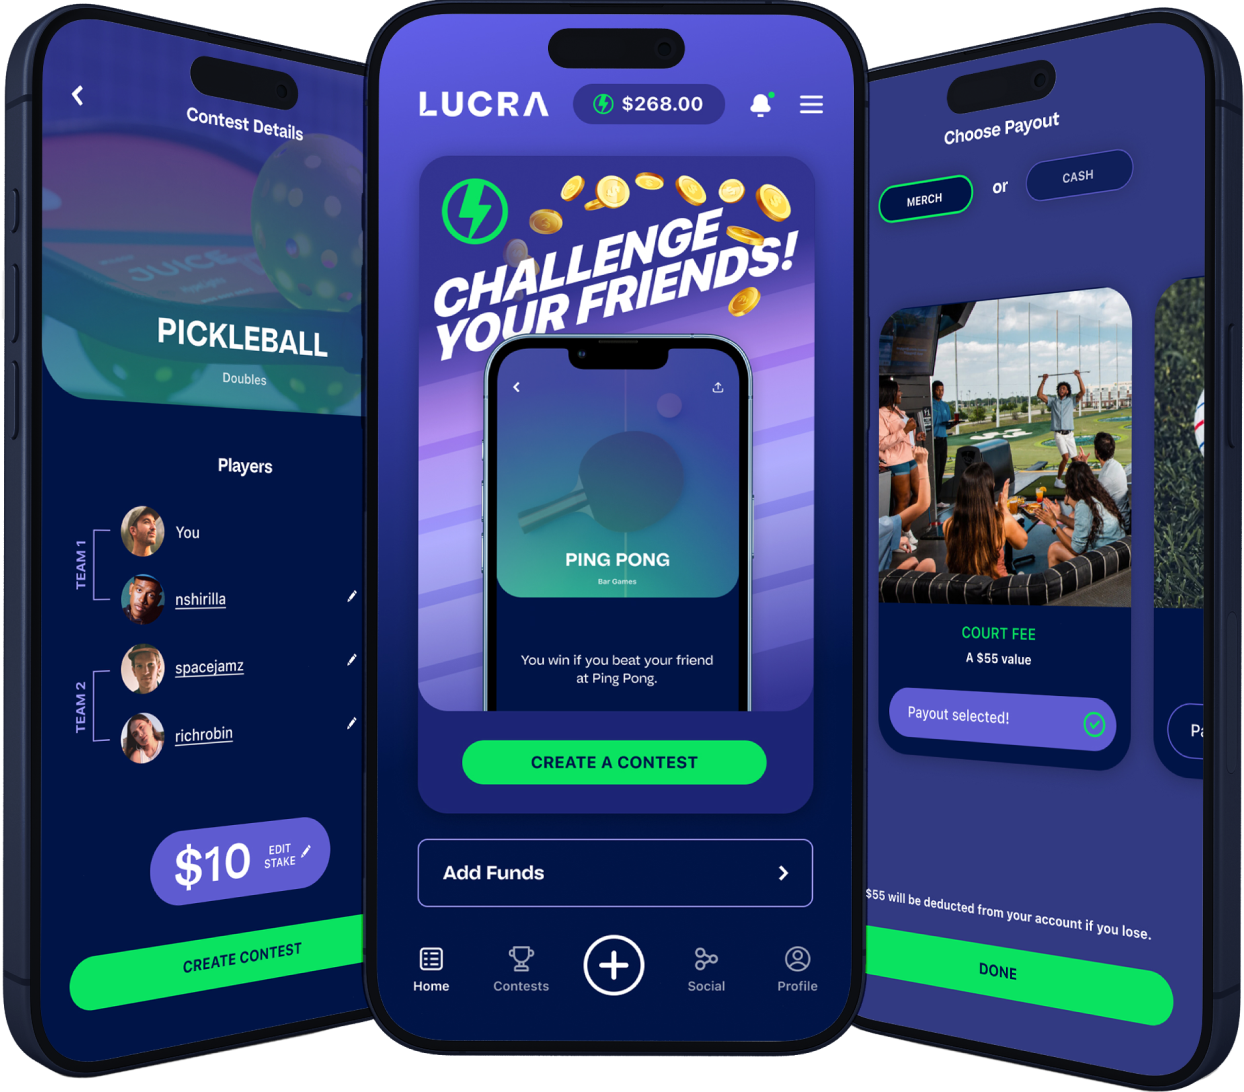 Contest Details
JUICE
PICKLEBALL
Doubles
Players
TEAM 1
You
nshirilla
TEAM 2
spacejamz
richrobin
$10
EDIT
STAKE
CREATE CONTEST
LUCRA
$268.00
CHALLENGE
YOUR FRIENDS!
PING PONG
Bar Games
You win if you beat your friend
at Ping Pong.
CREATE A CONTEST
Add Funds
Home
Contests
Social
Profile
Choose Payout
MERCH
or
CASH
COURT FEE
A $55 value
Payout selected!
$55 will be deducted from your account if you lose.
DONE